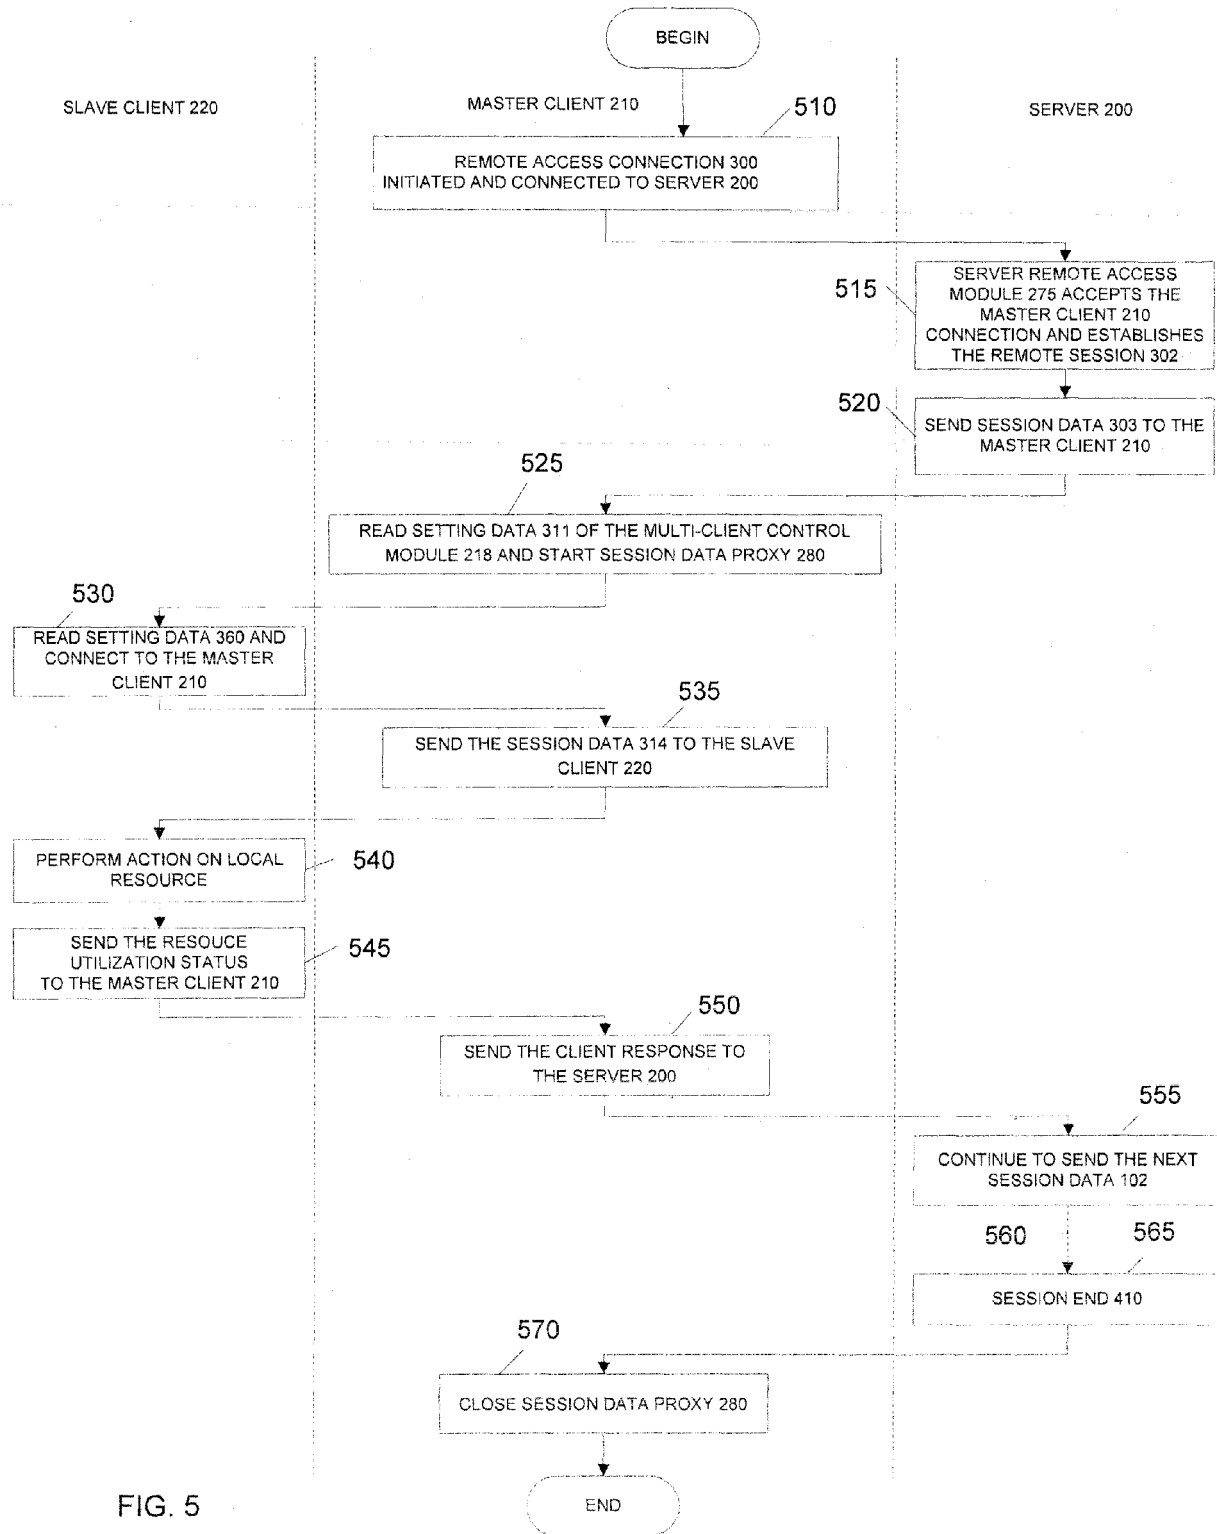 BEGIN
SLAVE CLIENT 220
MASTER CLIENT 210
SERVER 200
510
REMOTE ACCESS CONNECTION 300
INITIATED AND CONNECTED TO SERVER 200
515
SERVER REMOTE ACCESS
MODULE 275 ACCEPTS THE
MASTER CLIENT 210
CONNECTION AND ESTABLISHES
THE REMOTE SESSION 302
520
SEND SESSION DATA 303 TO THE
MASTER CLIENT 210
525
READ SETTING DATA 311 OF THE MULTI-CLIENT CONTROL
MODULE 218 AND START SESSION DATA PROXY 280
530
READ SETTING DATA 360 AND
CONNECT TO THE MASTER
CLIENT 210
535
SEND THE SESSION DATA 314 TO THE SLAVE
CLIENT 220
PERFORM ACTION ON LOCAL
RESOURCE
540
SEND THE RESOUCE
UTILIZATION STATUS
TO THE MASTER CLIENT 210
545
550
SEND THE CLIENT RESPONSE TO
THE SERVER 200
555
CONTINUE TO SEND THE NEXT
SESSION DATA 102
560
565
SESSION END 410
570
CLOSE SESSION DATA PROXY 280
END
FIG. 5